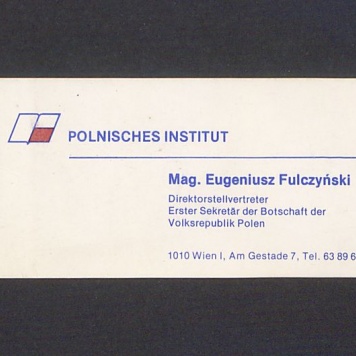 POLNISCHES INSTITUT
Mag. Eugeniusz Fulczyński
Direktorstellvertreter
Erster Sekretär der Botschaft der
Volksrepublik Polen
1010 Wien I, Am Gestade 7, Tel. 63 89 6